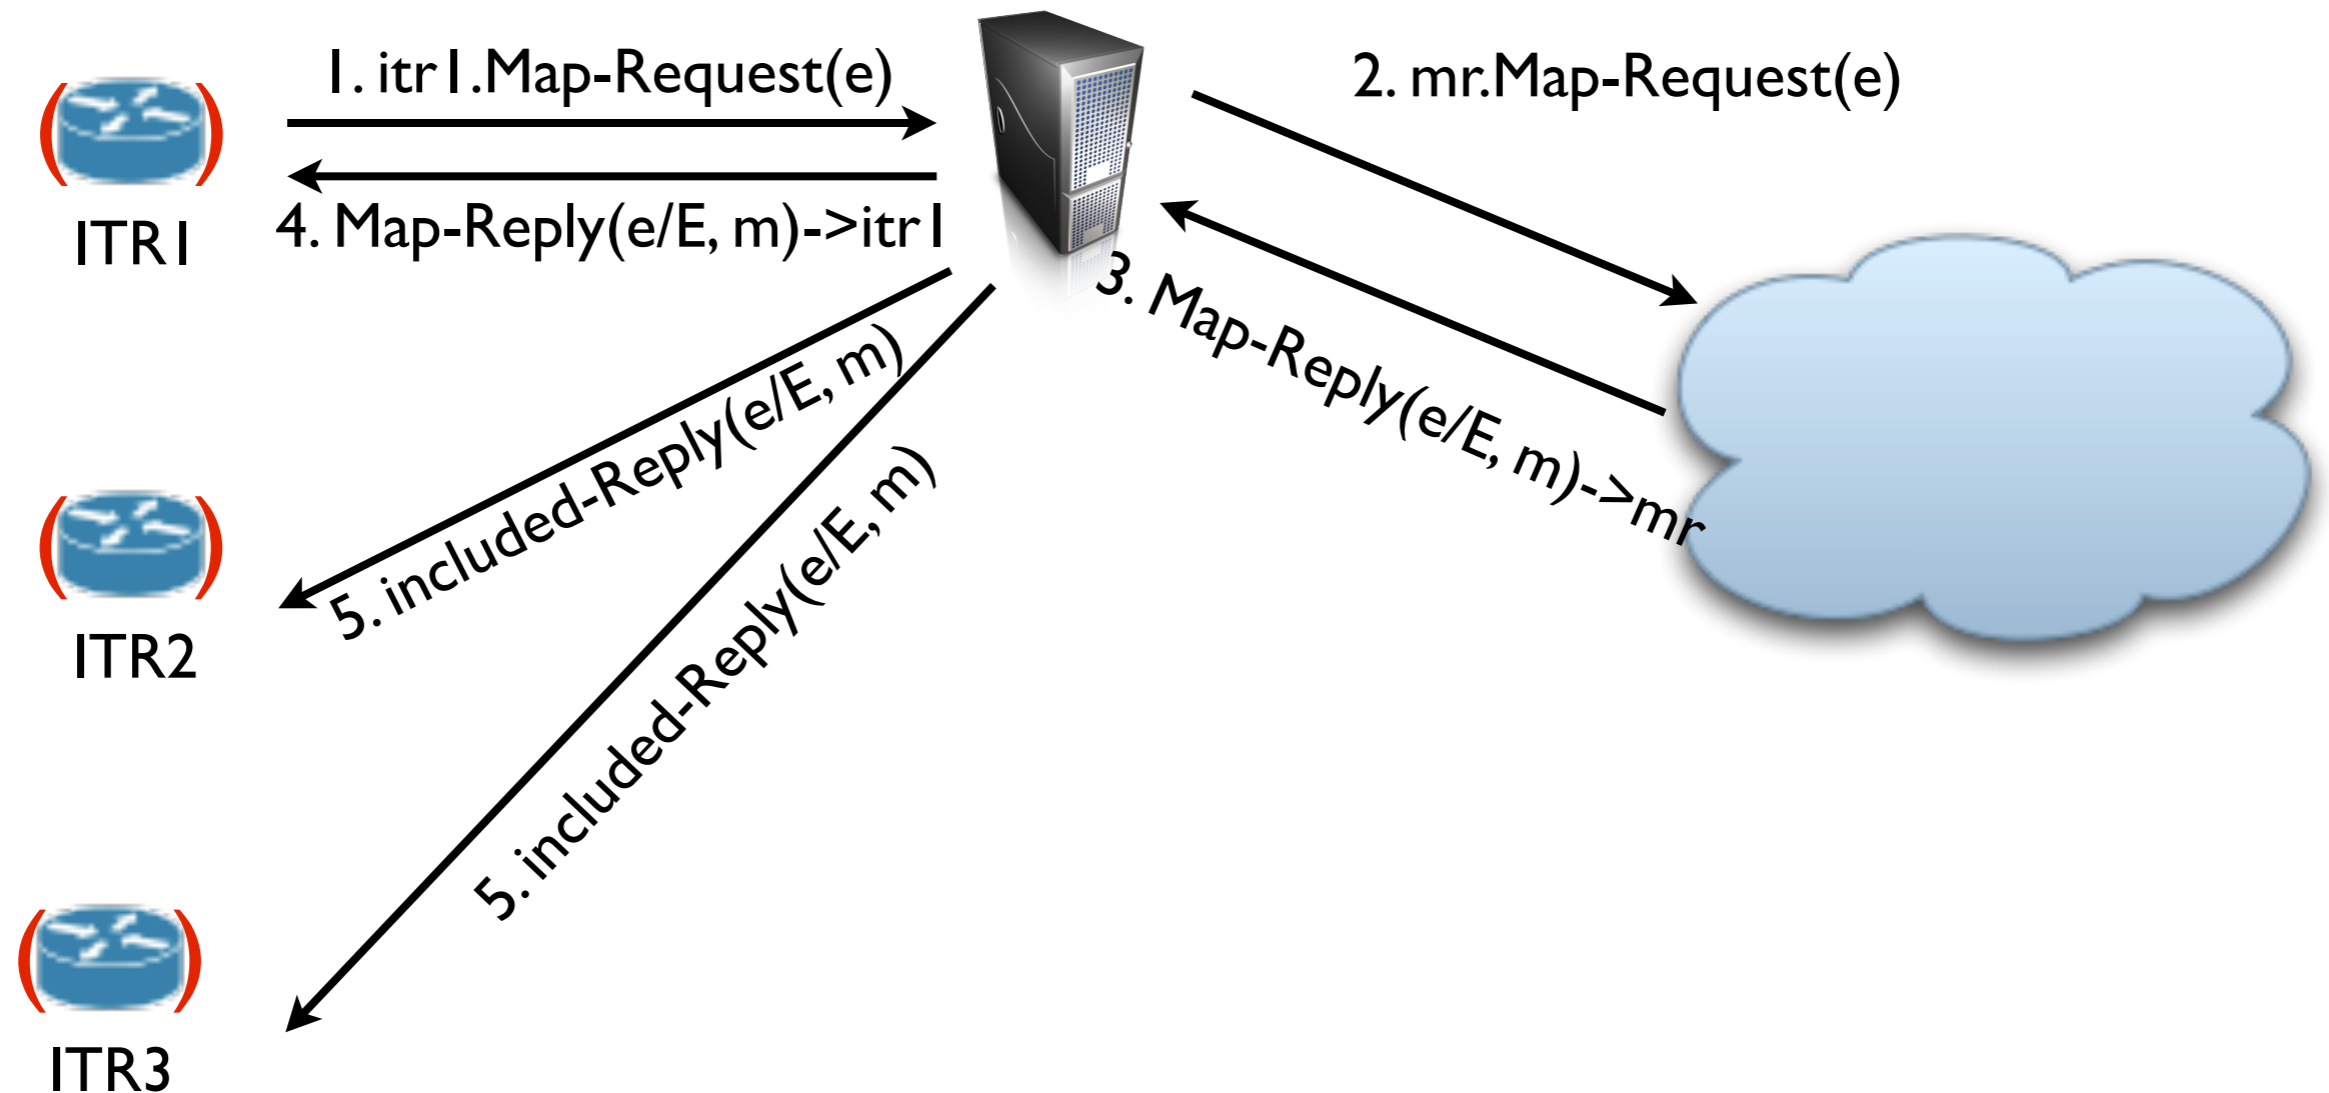 1. itr1.Map-Request(e)
2. mr.Map-Request(e)
ITR1
4. Map-Reply(e/E, m)->itr1
3. Map-Reply(e/E, m)->mr
5. included-Reply(e/E, m)
ITR2
5. included-Reply(e/E, m)
ITR3